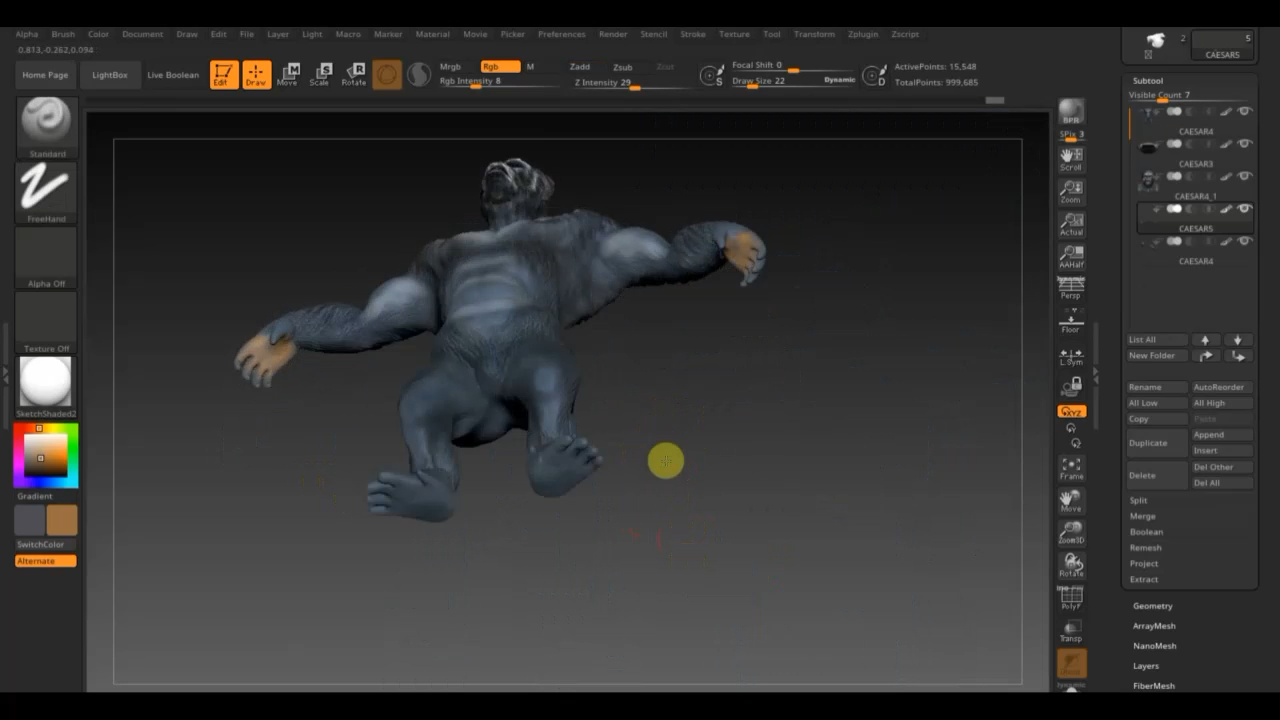 Alpha Brush Color Document Draw Edit File Layer Light Macro Marker Material Movie Picker Preferences Render Stencil Stroke Texture Tool Transform Zplugin Zscript
0.813,-0.262,0.094
Home Page LightBox Live Boolean Edit Draw Move Scale Rotate
Mrgb Rgb M
Rgb Intensity 8
Zadd Zsub Zcut
Z Intensity 29
S
Focal Shift 0
Draw Size 22 Dynamic
D
ActivePoints: 15,548
TotalPoints: 999,685
Standard
FreeHand
Alpha Off
Texture Off
SketchShaded2
Gradient
SwitchColor
Alternate
BPR
SPix 3
Scroll
Zoom
Actual
AAHalf
Dynamic
Persp
Floor
L.Sym
XYZ
Frame
Move
Zoom3D
Rotate
PolyF
Transp
Dynamic
2 5
CAESAR5
Subtool
Visible Count 7
CAESAR4
CAESAR3
CAESAR4_1
CAESAR5
CAESAR4
List All
New Folder
Rename AutoReorder
All Low All High
Copy Paste
Duplicate Append
Insert
Delete Del Other
Del All
Split
Merge
Boolean
Remesh
Project
Extract
Geometry
ArrayMesh
NanoMesh
Layers
FiberMesh